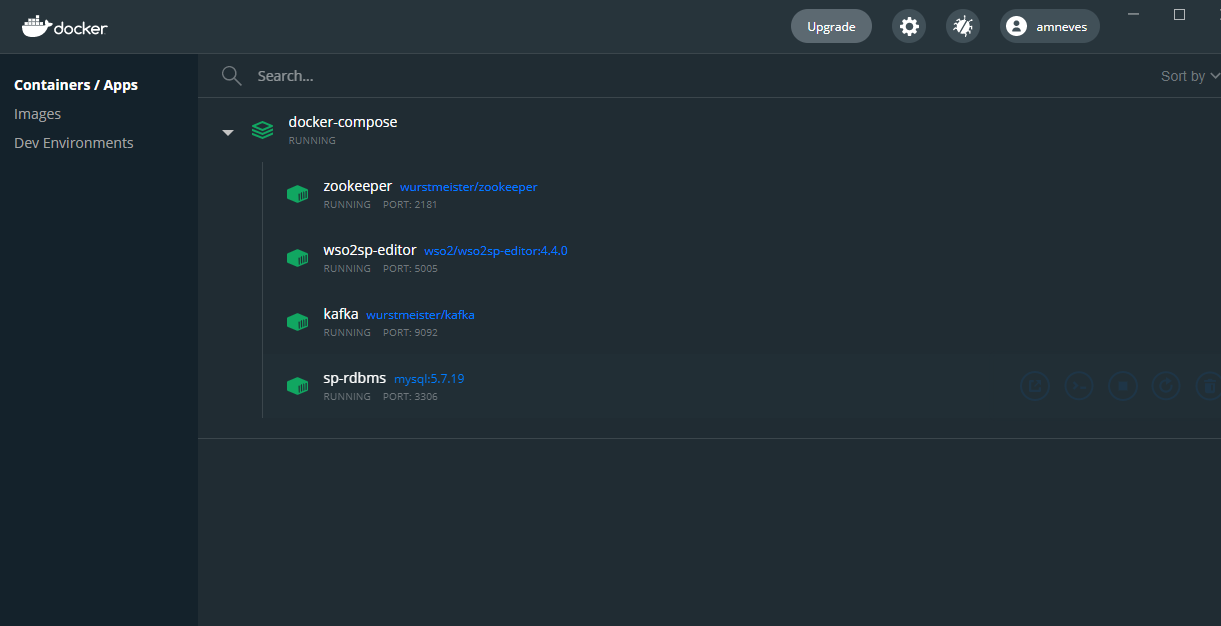 docker
Upgrade
amneves
Containers / Apps
Images
Dev Environments
Search...
Sort by
docker-compose
RUNNING
zookeeper wurstmeister/zookeeper
RUNNING PORT: 2181
wso2sp-editor wso2/wso2sp-editor:4.4.0
RUNNING PORT: 5005
kafka wurstmeister/kafka
RUNNING PORT: 9092
sp-rdbms mysql:5.7.19
RUNNING PORT: 3306